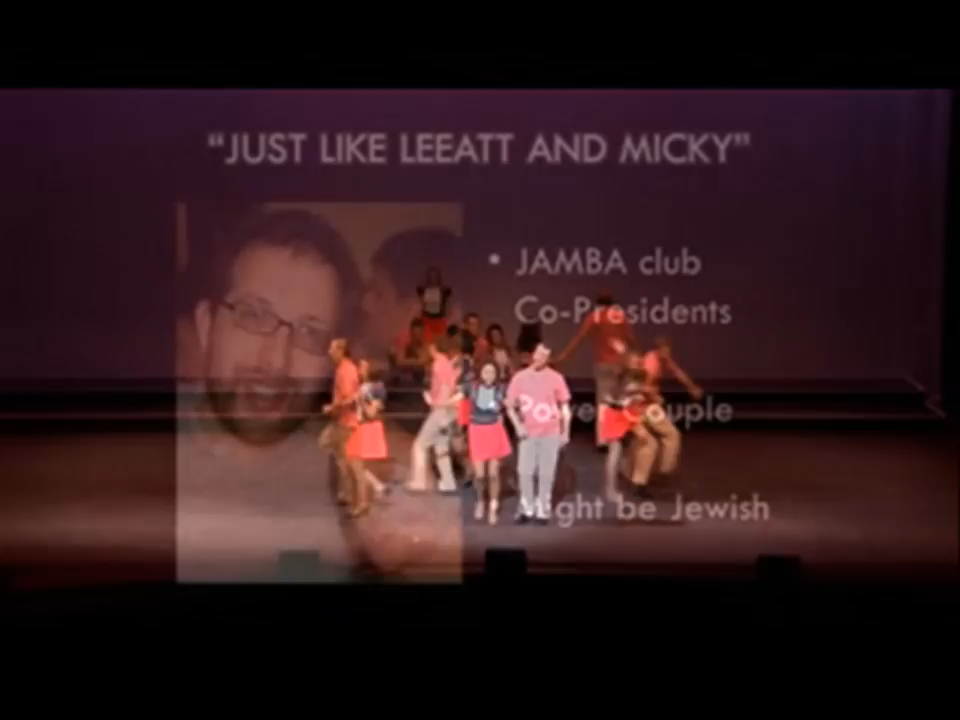 “JUST LIKE LEEATT AND MICKY”
• JAMBA club
Co-Presidents
Power Couple
Might be Jewish